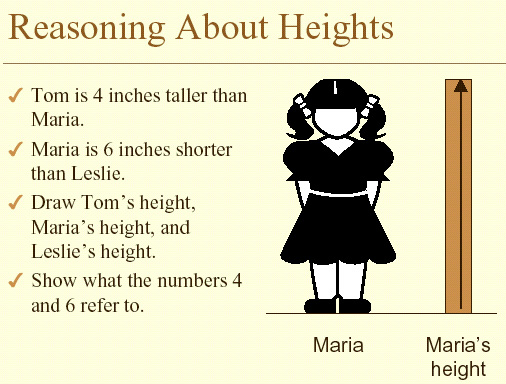 Reasoning About Heights
✓ Tom is 4 inches taller than
Maria.
✓ Maria is 6 inches shorter
than Leslie.
✓ Draw Tom's height,
Maria's height, and
Leslie's height.
✓ Show what the numbers 4
and 6 refer to.
Maria
Maria's
height